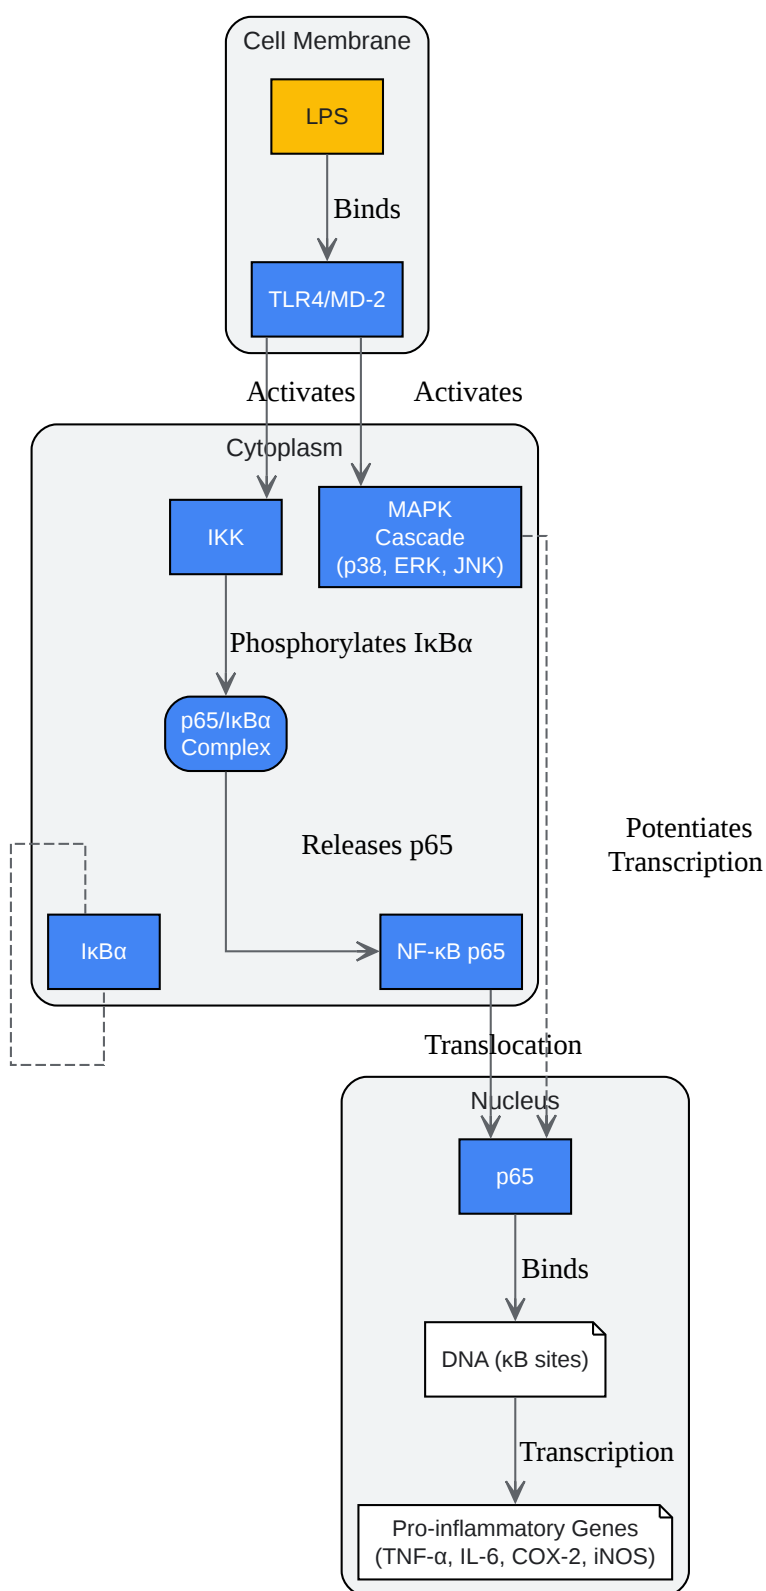 Cell Membrane
LPS
Binds
TLR4/MD-2
Activates
Activates
Cytoplasm
IKK
MAPK
Cascade
(p38, ERK, JNK)
Phosphorylates IκBα
p65/IκBα
Complex
Releases p65
Potentiates
Transcription
IκBα
NF-κB p65
Translocation
Nucleus
p65
Binds
DNA (κB sites)
Transcription
Pro-inflammatory Genes
(TNF-α, IL-6, COX-2, iNOS)